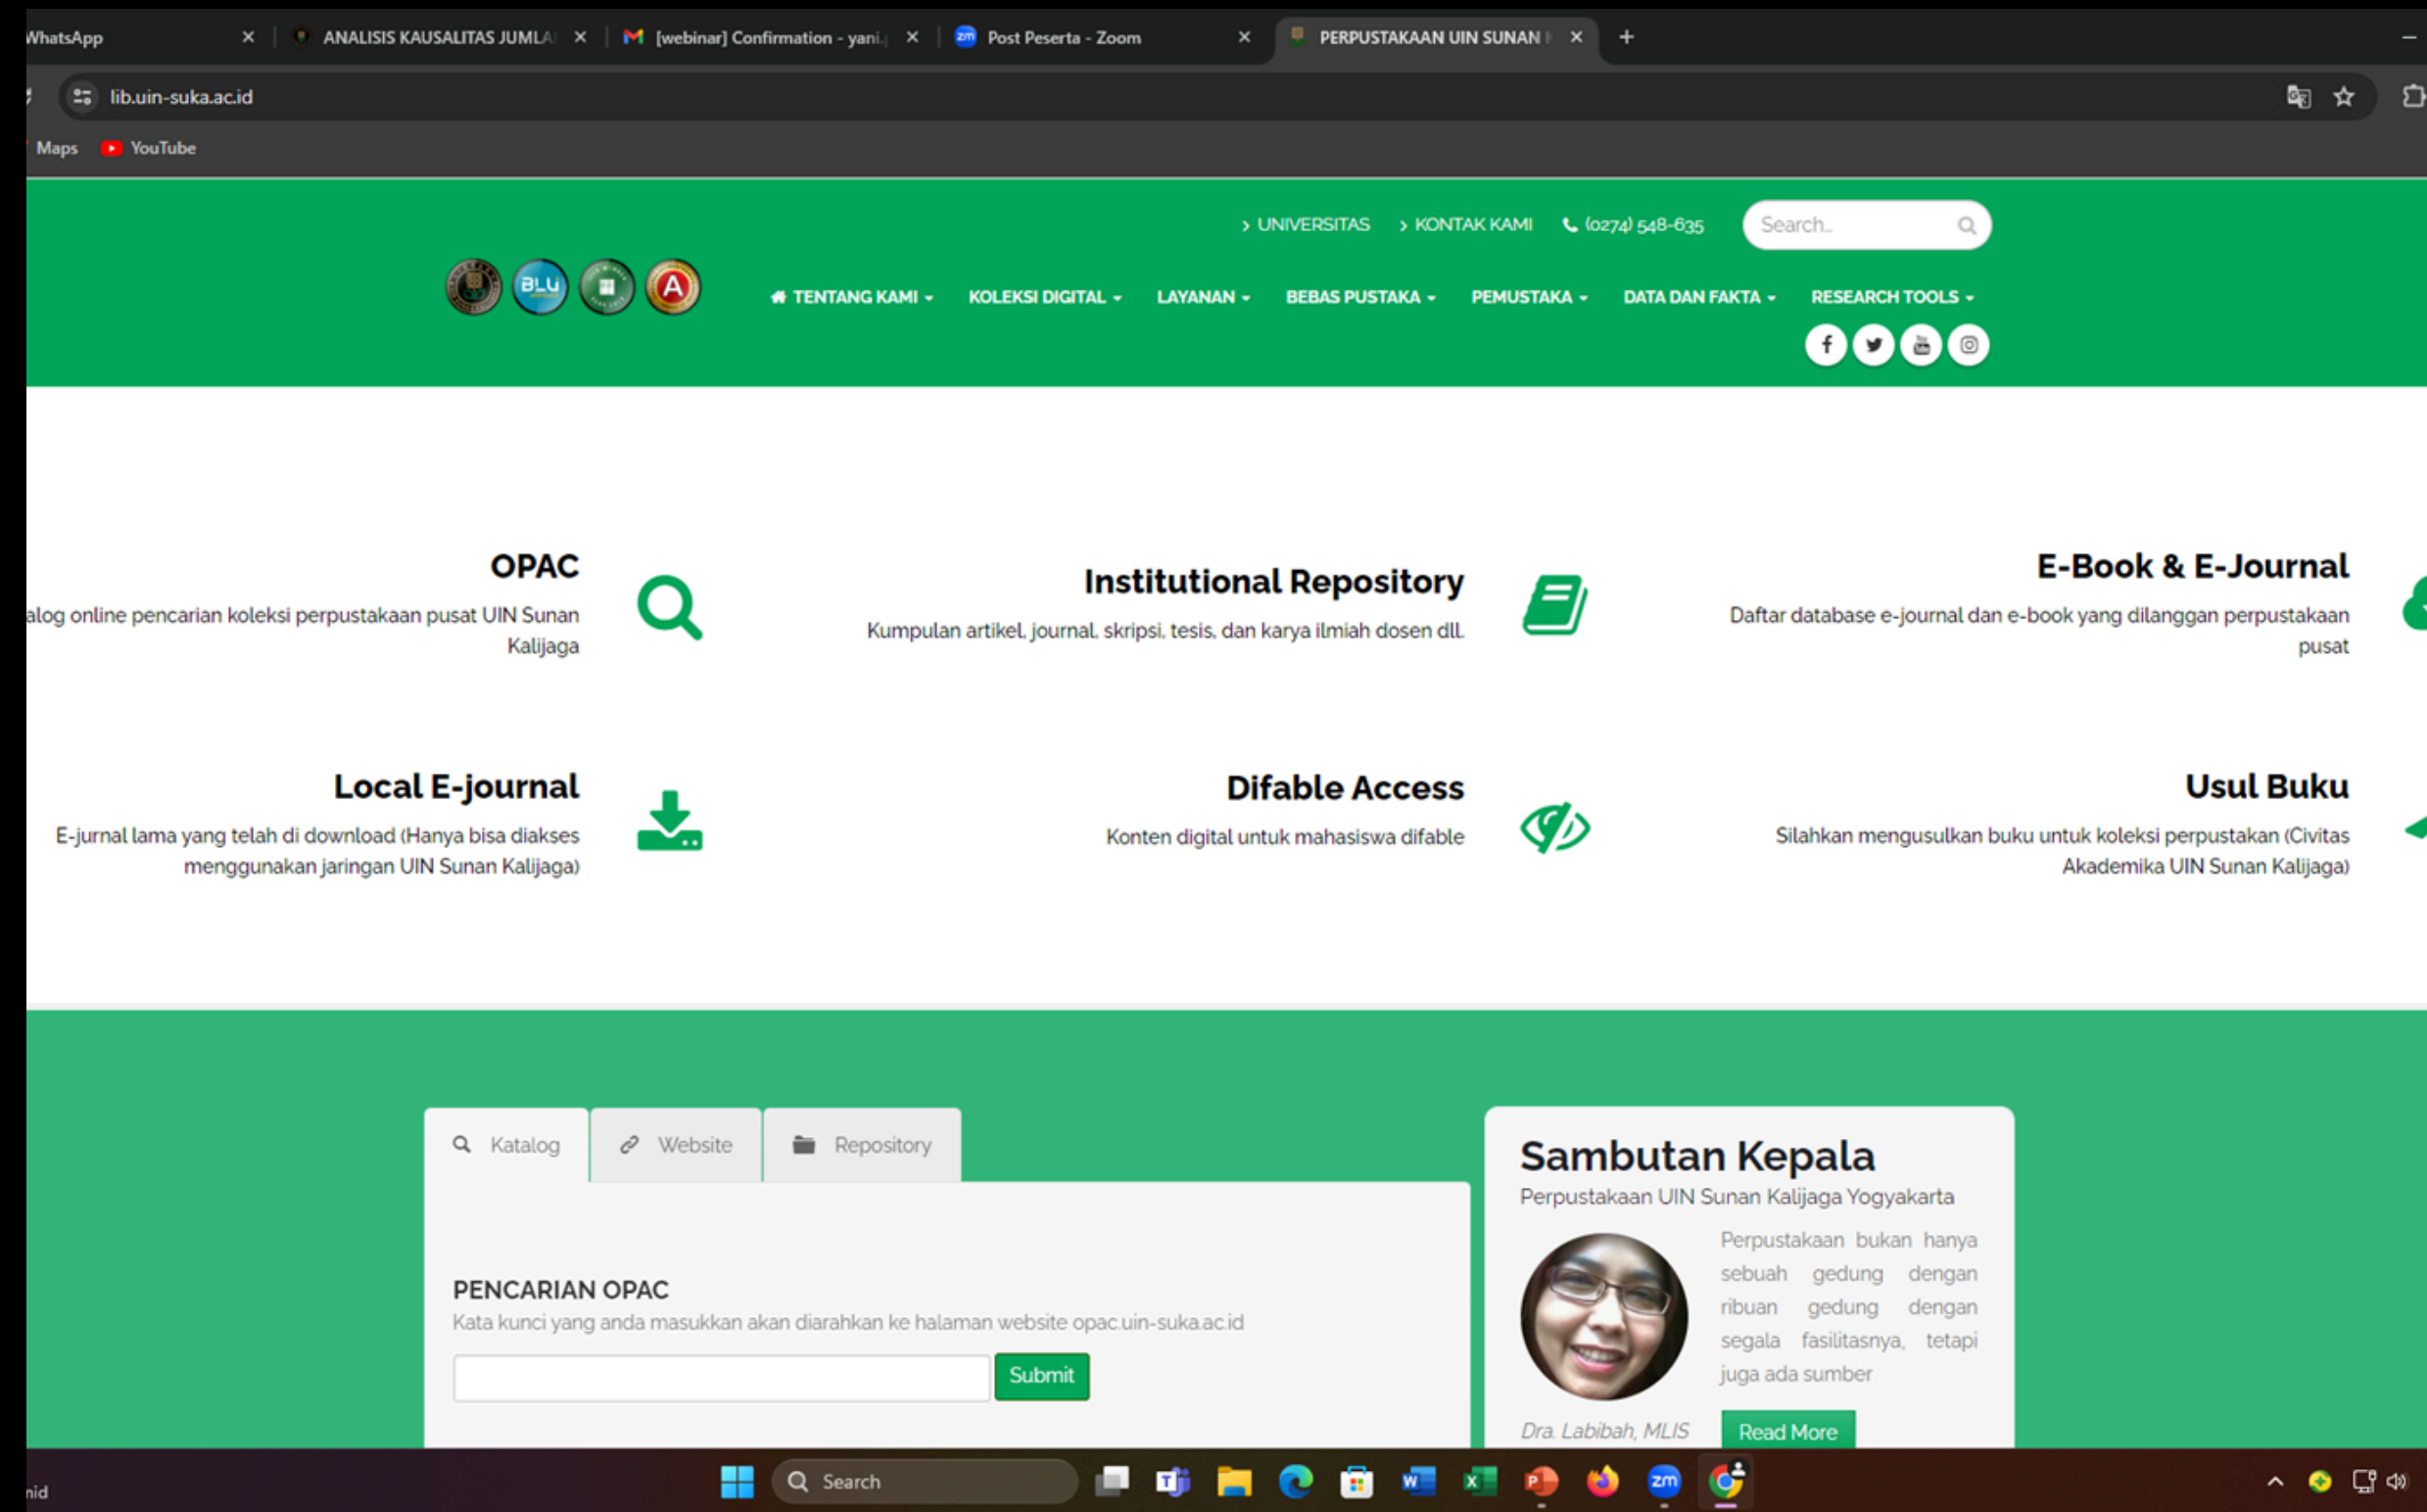 WhatsApp
ANALISIS KAUSALITAS JUMLA
[webinar] Confirmation - yani.
Post Peserta - Zoom
PERPUSTAKAAN UIN SUNAN
lib.uin-suka.ac.id
Maps YouTube
UNIVERSITAS KONTAK KAMI (0274) 548-635 Search...
BLU A
TENTANG KAMI KOLEKSI DIGITAL LAYANAN BEBAS PUSTAKA PEMUSTAKA DATA DAN FAKTA RESEARCH TOOLS
OPAC
alog online pencarian koleksi perpustakaan pusat UIN Sunan
Kalijaga
Institutional Repository
Kumpulan artikel, journal, skripsi, tesis, dan karya ilmiah dosen dll.
E-Book & E-Journal
Daftar database e-journal dan e-book yang dilanggan perpustakaan
pusat
Local E-journal
E-jurnal lama yang telah di download (Hanya bisa diakses
menggunakan jaringan UIN Sunan Kalijaga)
Difable Access
Konten digital untuk mahasiswa difable
Usul Buku
Silahkan mengusulkan buku untuk koleksi perpustakan (Civitas
Akademika UIN Sunan Kalijaga)
Katalog Website Repository
PENCARIAN OPAC
Kata kunci yang anda masukkan akan diarahkan ke halaman website opac.uin-suka.ac.id
Submit
Sambutan Kepala
Perpustakaan UIN Sunan Kalijaga Yogyakarta
Perpustakaan bukan hanya
sebuah gedung dengan
ribuan gedung dengan
segala fasilitasnya, tetapi
juga ada sumber
Dra. Labibah, MLIS
Read More
Search
zm